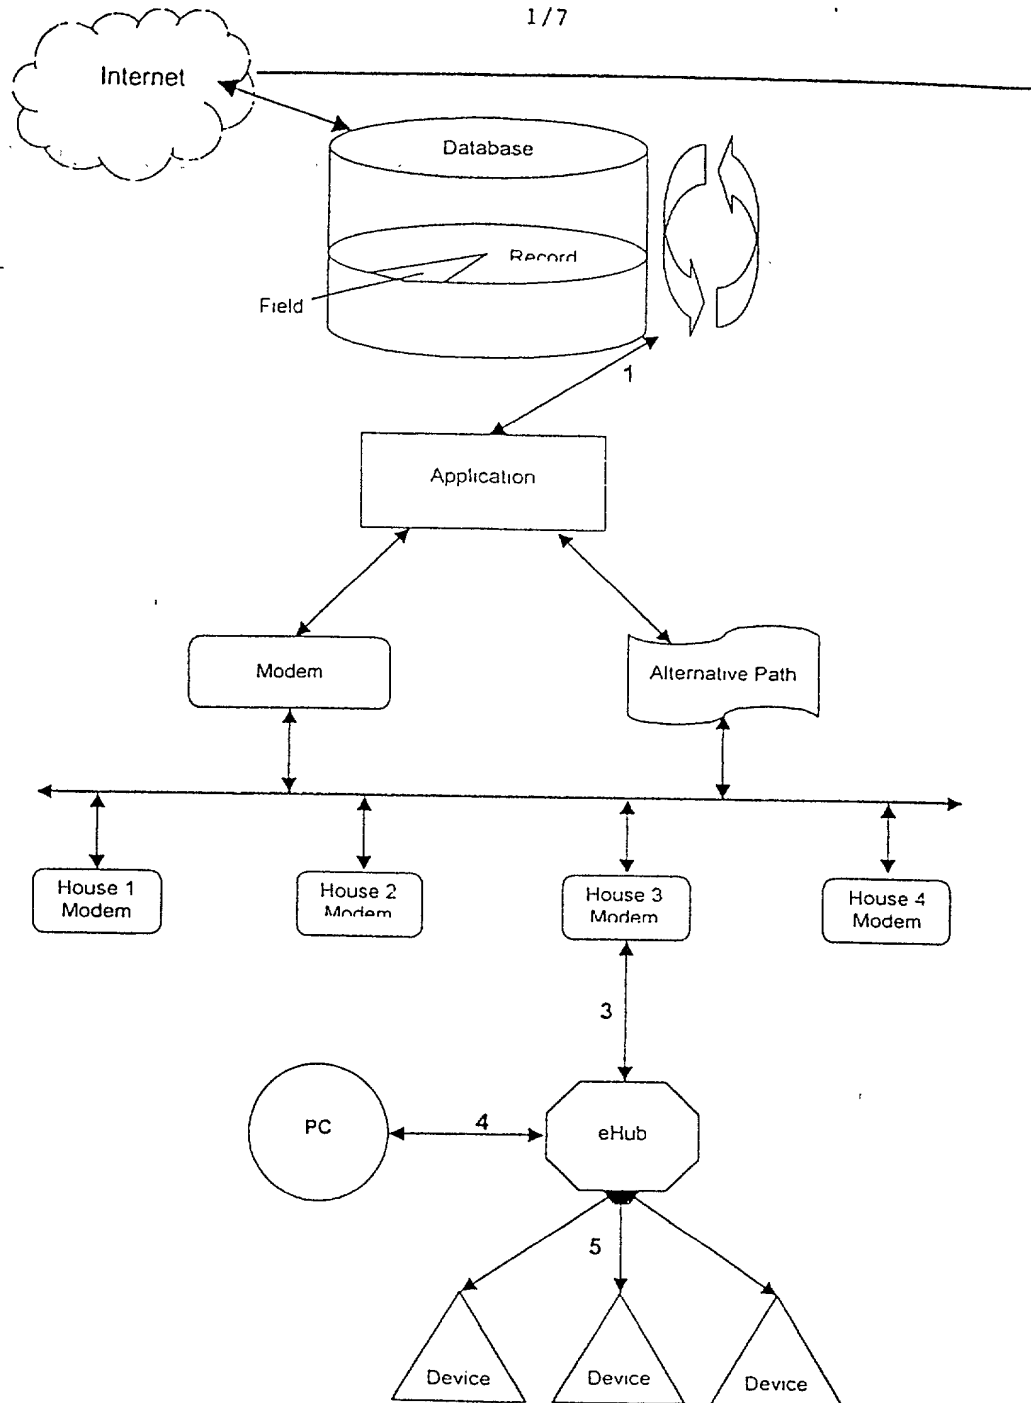 1/7
Internet
Database
Record
Field
1
Application
Modem
Alternative Path
House 1
Modem
House 2
Modem
House 3
Modem
House 4
Modem
3
PC
4
eHub
5
Device
Device
Device